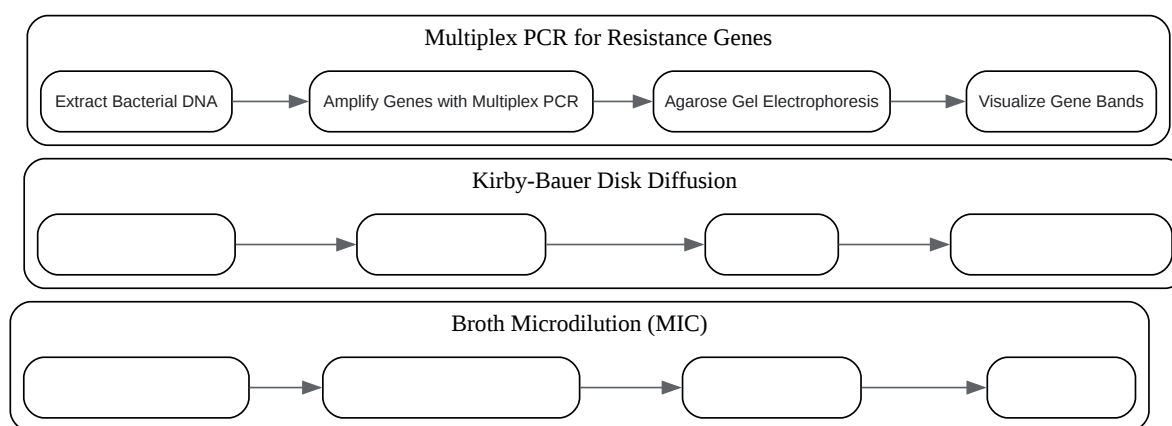 Multiplex PCR for Resistance Genes
Extract Bacterial DNA
Amplify Genes with Multiplex PCR
Agarose Gel Electrophoresis
Visualize Gene Bands
Kirby-Bauer Disk Diffusion
Broth Microdilution (MIC)